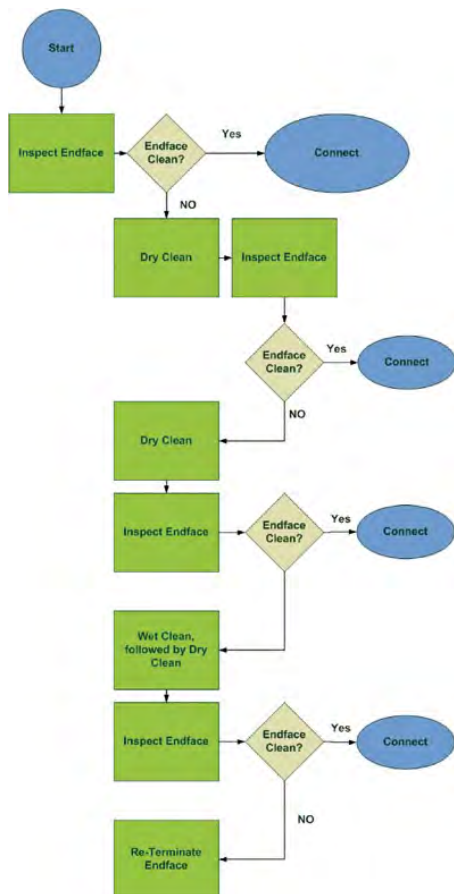 Start
Inspect Endface
Endface
Clean?
Yes
Connect
NO
Dry Clean
Inspect Endface
Endface
Clean?
Yes
Connect
NO
Dry Clean
Inspect Endface
Endface
Clean?
Yes
Connect
Wet Clean,
followed by Dry
Clean
Inspect Endface
Endface
Clean?
Yes
Connect
NO
Re-Terminate
Endface